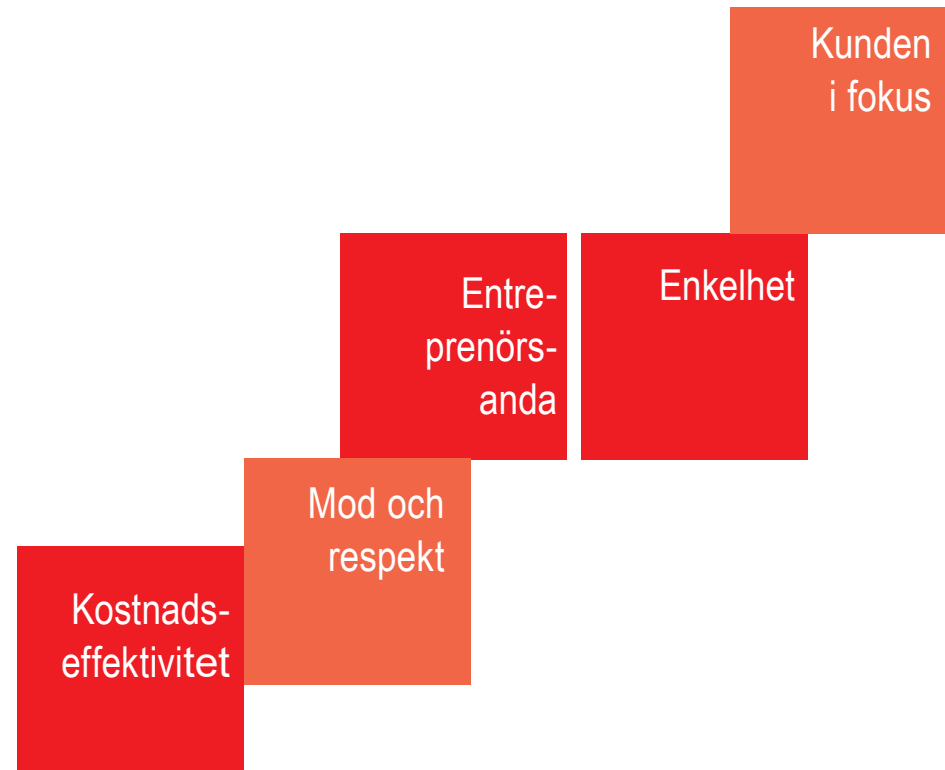 Kunden
i fokus
Entre-
prenörs-
anda
Enkelhet
Mod och
respekt
Kostnads-
effektivitet